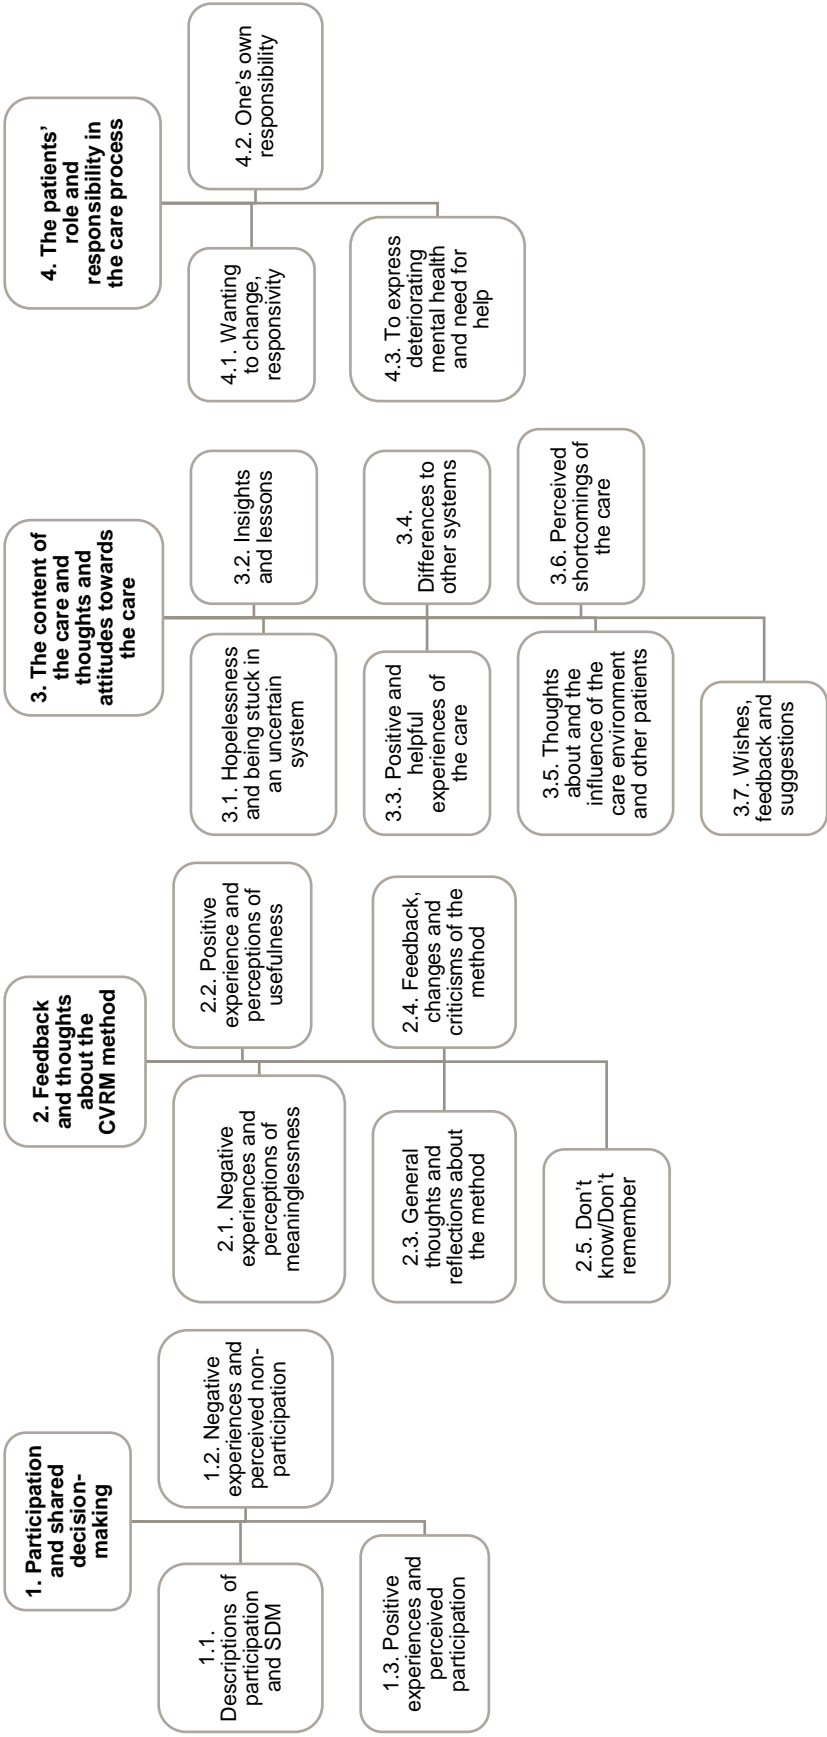 1. Participation
and shared
decision-
making
1.1.
Descriptions of
participation
and SDM
1.2. Negative
experiences and
perceived non-
participation
1.3. Positive
experiences and
perceived
participation
2. Feedback
and thoughts
about the
CVRM method
2.1. Negative
experiences and
perceptions of
meaninglessness
2.2. Positive
experience and
perceptions of
usefulness
2.3. General
thoughts and
reflections about
the method
2.4. Feedback,
changes and
criticisms of the
method
2.5. Don't
know/Don't
remember
3. The content of
the care and
thoughts and
attitudes towards
the care
3.1. Hopelessness
and being stuck in
an uncertain
system
3.2. Insights
and lessons
3.3. Positive and
helpful
experiences of
the care
3.4.
Differences to
other systems
3.5. Thoughts
about and the
influence of the
care environment
and other patients
3.6. Perceived
shortcomings of
the care
3.7. Wishes,
feedback and
suggestions
4. The patients'
role and
responsibility in
the care process
4.1. Wanting
to change,
responsivity
4.2. One's own
responsibility
4.3. To express
deteriorating
mental health
and need for
help